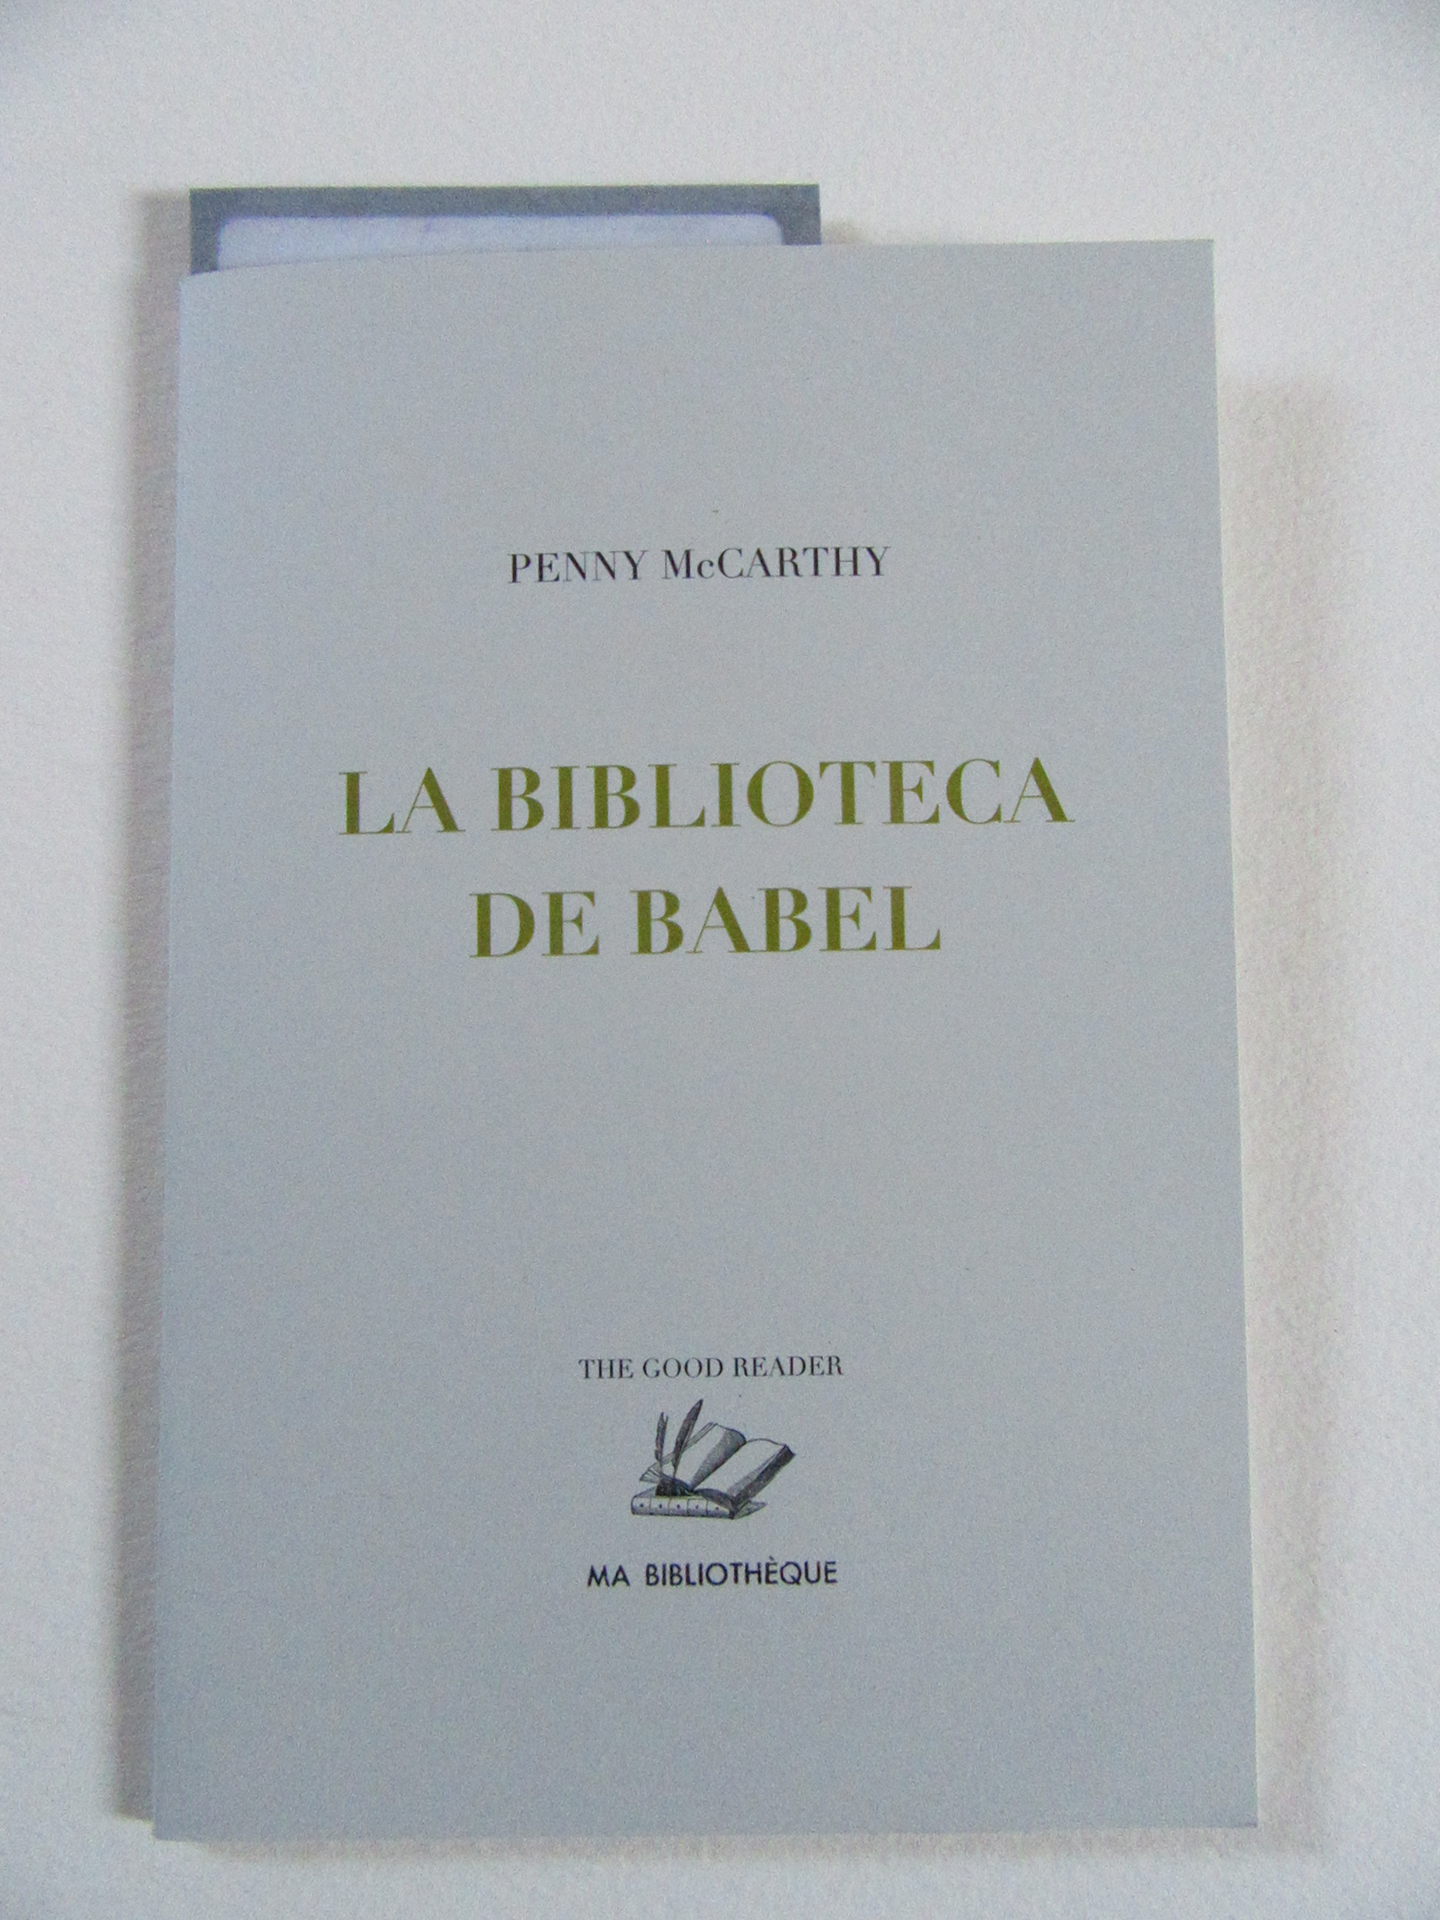 PENNY McCARTHY
LA BIBLIOTECA
DE BABEL
THE GOOD READER
MA BIBLIOTHÈQUE